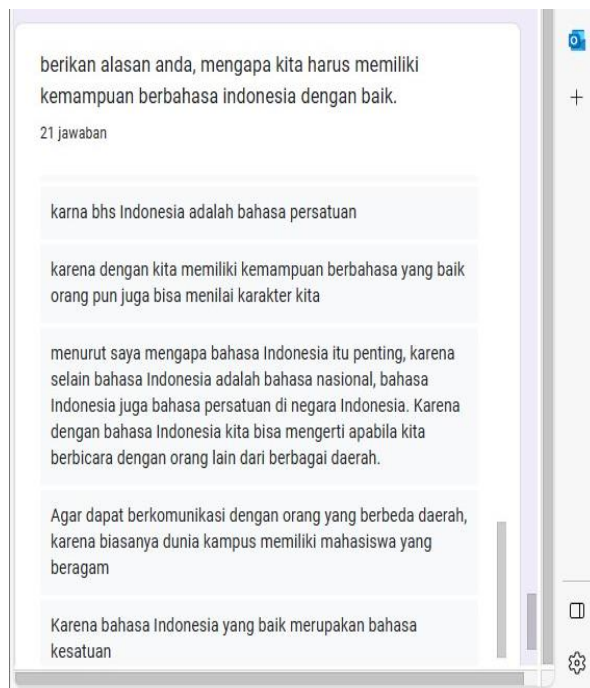 berikan alasan anda, mengapa kita harus memiliki
kemampuan berbahasa indonesia dengan baik.
21 jawaban
karna bhs Indonesia adalah bahasa persatuan
karena dengan kita memiliki kemampuan berbahasa yang baik
orang pun juga bisa menilai karakter kita
menurut saya mengapa bahasa Indonesia itu penting, karena
selain bahasa Indonesia adalah bahasa nasional, bahasa
Indonesia juga bahasa persatuan di negara Indonesia. Karena
dengan bahasa Indonesia kita bisa mengerti apabila kita
berbicara dengan orang lain dari berbagai daerah.
Agar dapat berkomunikasi dengan orang yang berbeda daerah,
karena biasanya dunia kampus memiliki mahasiswa yang
beragam
Karena bahasa Indonesia yang baik merupakan bahasa
kesatuan